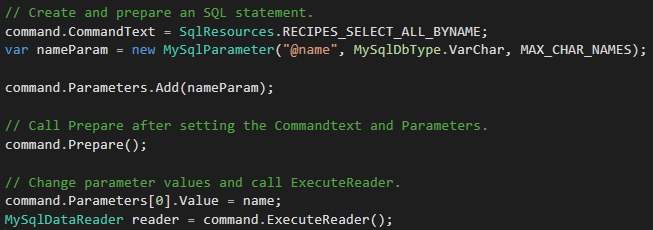 // Create and prepare an SQL statement.
command.CommandText = SqlResources.RECIPES_SELECT_ALL_BYNAME;
var nameParam = new MySqlParameter("@name", MySqlDbType.VarChar, MAX_CHAR_NAMES);
command.Parameters.Add(nameParam);
// Call Prepare after setting the Commandtext and Parameters.
command.Prepare();
// Change parameter values and call ExecuteReader.
command.Parameters[0].Value = name;
MySqlDataReader reader = command.ExecuteReader();